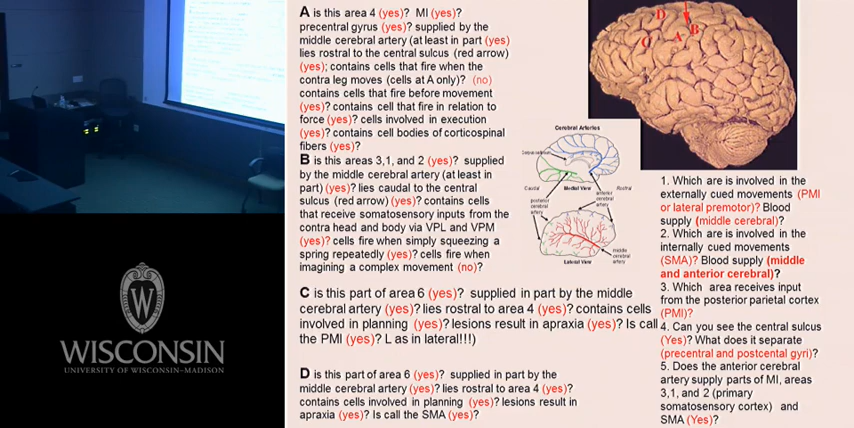 A is this area 4 (yes)? MI (yes)?
precentral gyrus (yes)? supplied by the
middle cerebral artery (at least in part (yes)
lies rostral to the central sulcus (red arrow)
(yes); contains cells that fire when the
contra leg moves (cells at A only)? (no)
contains cells that fire before movement
(yes)? contains cell that fire in relation to
force (yes)? cells involved in execution
(yes)? contain cell bodies of corticospinal
fibers (yes)?
B is this areas 3,1, and 2 (yes)? supplied
by the middle cerebral artery (at least in
part) (yes)? lies caudal to the central
sulcus (red arrow) (yes)? contains cells
that receive somatosensory inputs from the
contra head and body via VPL and VPM
(yes)? cells fire when simply squeezing a
spring repeatedly (yes)? cells fire when
imagining a complex movement (no)?
C is this part of area 6 (yes)? supplied in part by the middle
cerebral artery (yes)? lies rostral to area 4 (yes)? contains cells
involved in planning (yes)? lesions result in apraxia (yes)? Is call
the PMI (yes)? L as in lateral!!!)
D is this part of area 6 (yes)? supplied in part by the
middle cerebral artery (yes)? lies rostral to area 4 (yes)?
contains cells involved in planning (yes)? lesions result in
apraxia (yes)? Is call the SMA (yes)?
D
C
A
B
Cerebral Arteries
Caudal
Medial View
Rostral
posterior
cerebral
artery
anterior
cerebral
artery
middle
cerebral
artery
Lateral View
1. Which are is involved in the
externally cued movements (PMI
or lateral premotor)? Blood
supply (middle cerebral)?
2. Which are is involved in the
internally cued movements
(SMA)? Blood supply (middle
and anterior cerebral)?
3. Which area receives input
from the posterior parietal cortex
(PMI)?
4. Can you see the central sulcus
(Yes)? What does it separate
(precentral and postcental gyri)?
5. Does the anterior cerebral
artery supply parts of MI, areas
3,1, and 2 (primary
somatosensory cortex) and
SMA (Yes)?
W
WISCONSIN
UNIVERSITY OF WISCONSIN–MADISON